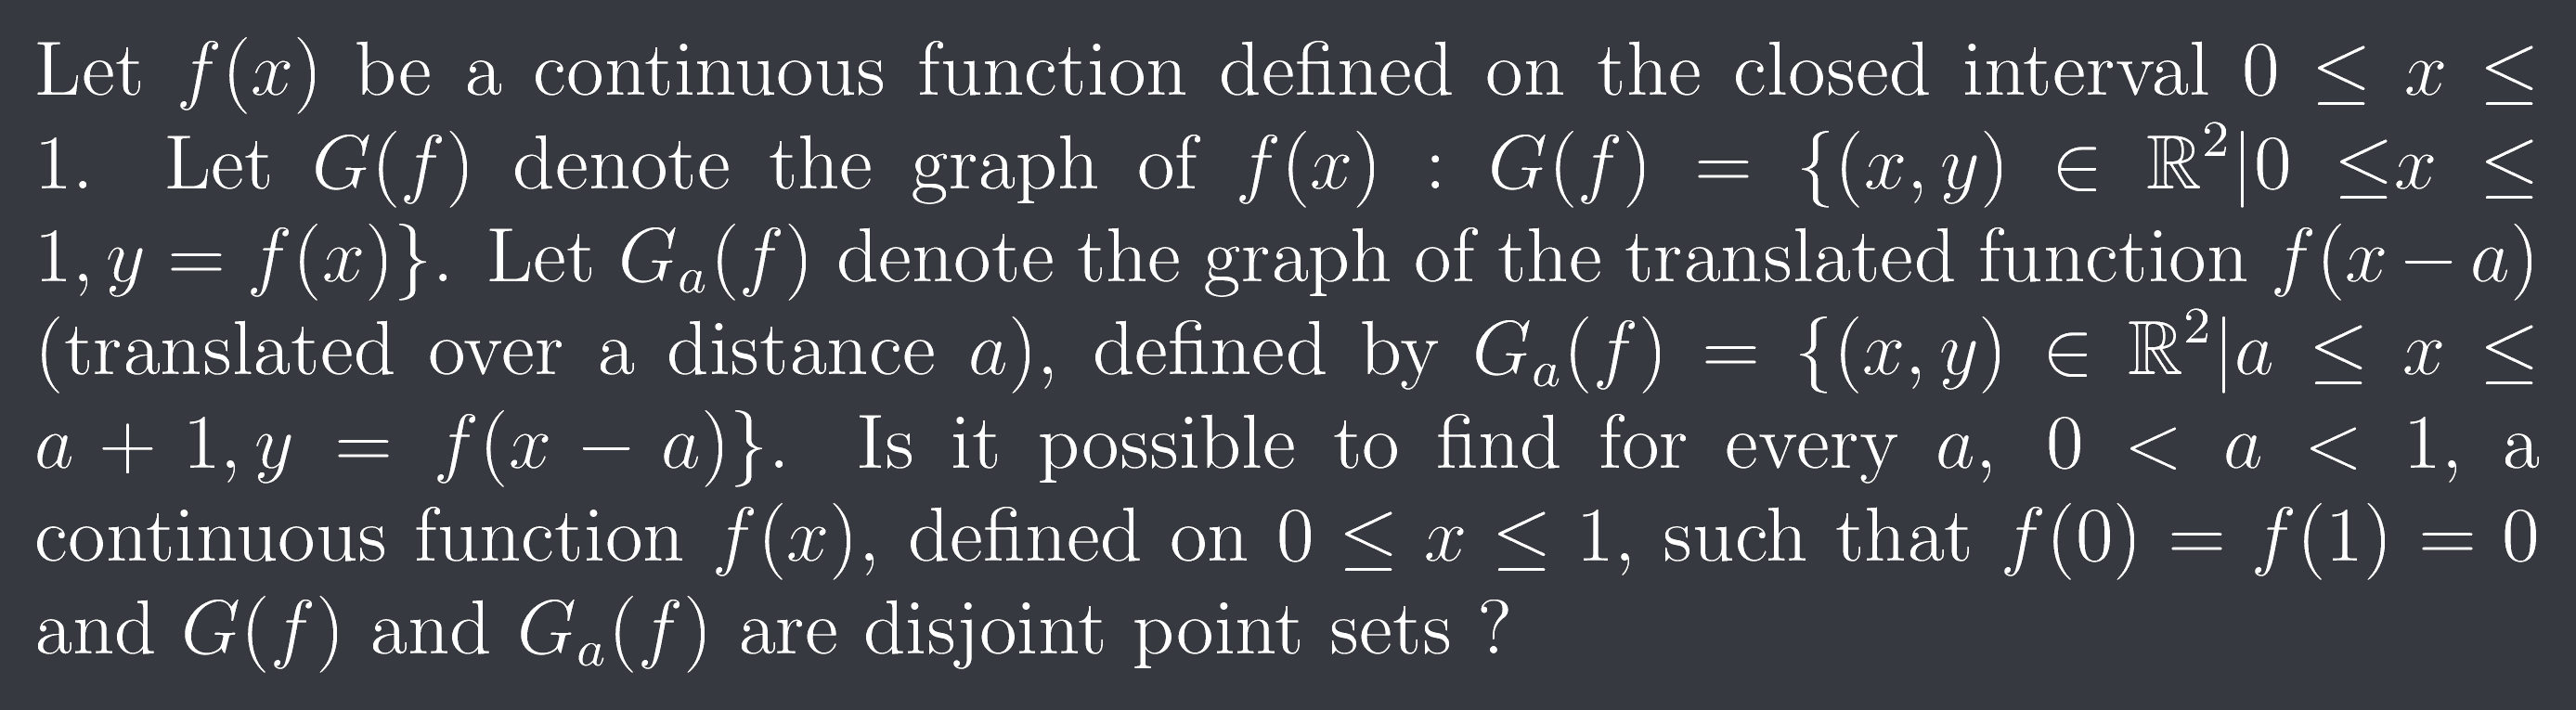 Let f(x) be a continuous function defined on the closed interval 0 ≤ x ≤
1. Let G(f) denote the graph of f(x) : G(f) = {(x, y) ∈ ℝ²|0 ≤x ≤
1, y = f(x)}. Let Gₐ(f) denote the graph of the translated function f(x − a)
(translated over a distance a), defined by Gₐ(f) = {(x, y) ∈ ℝ²|a ≤ x ≤
a + 1, y = f(x − a)}. Is it possible to find for every a, 0 < a < 1, a
continuous function f(x), defined on 0 ≤ x ≤ 1, such that f(0) = f(1) = 0
and G(f) and Gₐ(f) are disjoint point sets ?